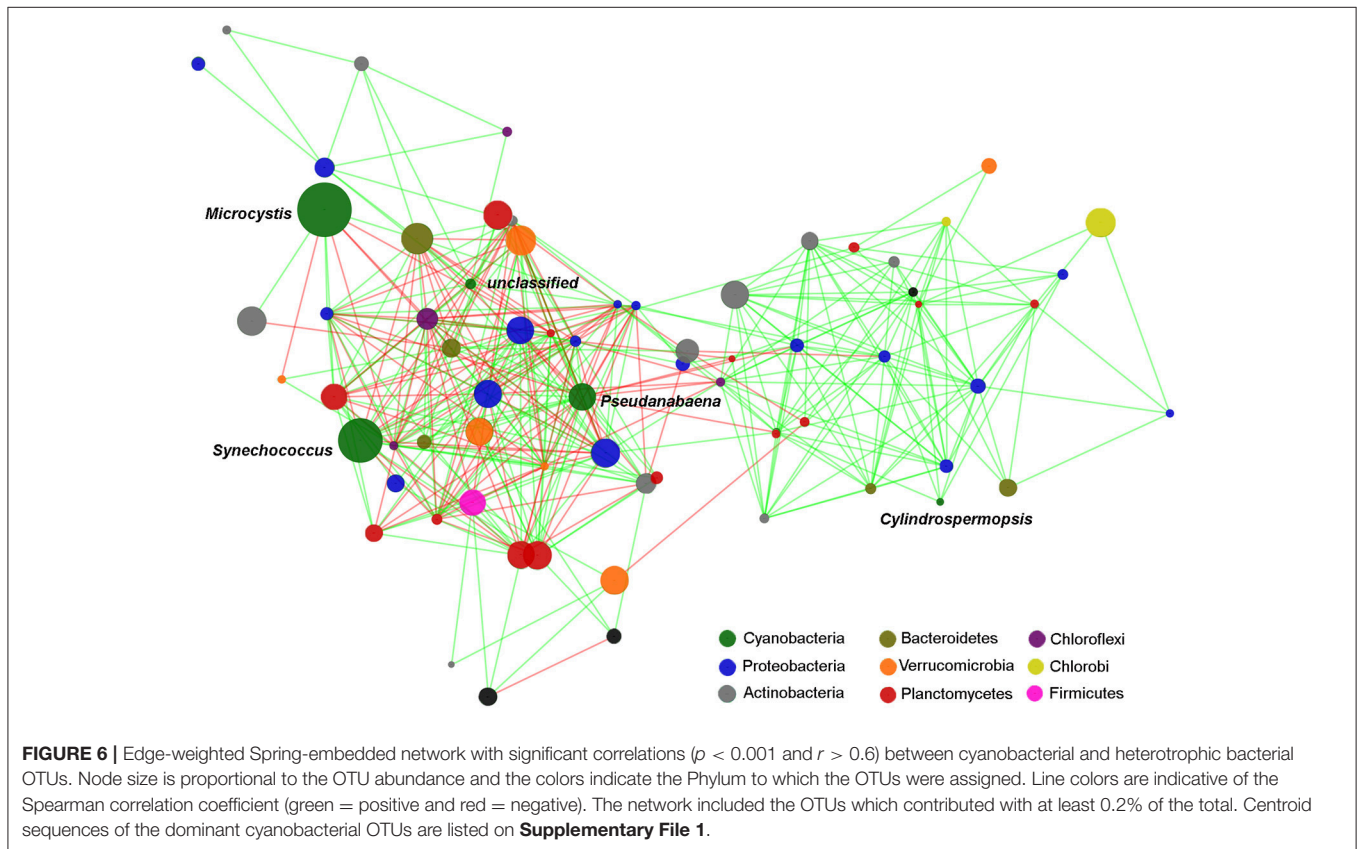 Microcystis
unclassified
Pseudanabaena
Synechococcus
Cylindrospermopsis
Cyanobacteria
Bacteroidetes
Chloroflexi
Proteobacteria
Verrucomicrobia
Chlorobi
Actinobacteria
Planctomycetes
Firmicutes
FIGURE 6 | Edge-weighted Spring-embedded network with significant correlations (p < 0.001 and r > 0.6) between cyanobacterial and heterotrophic bacterial
OTUs. Node size is proportional to the OTU abundance and the colors indicate the Phylum to which the OTUs were assigned. Line colors are indicative of the
Spearman correlation coefficient (green = positive and red = negative). The network included the OTUs which contributed with at least 0.2% of the total. Centroid
sequences of the dominant cyanobacterial OTUs are listed on Supplementary File 1.